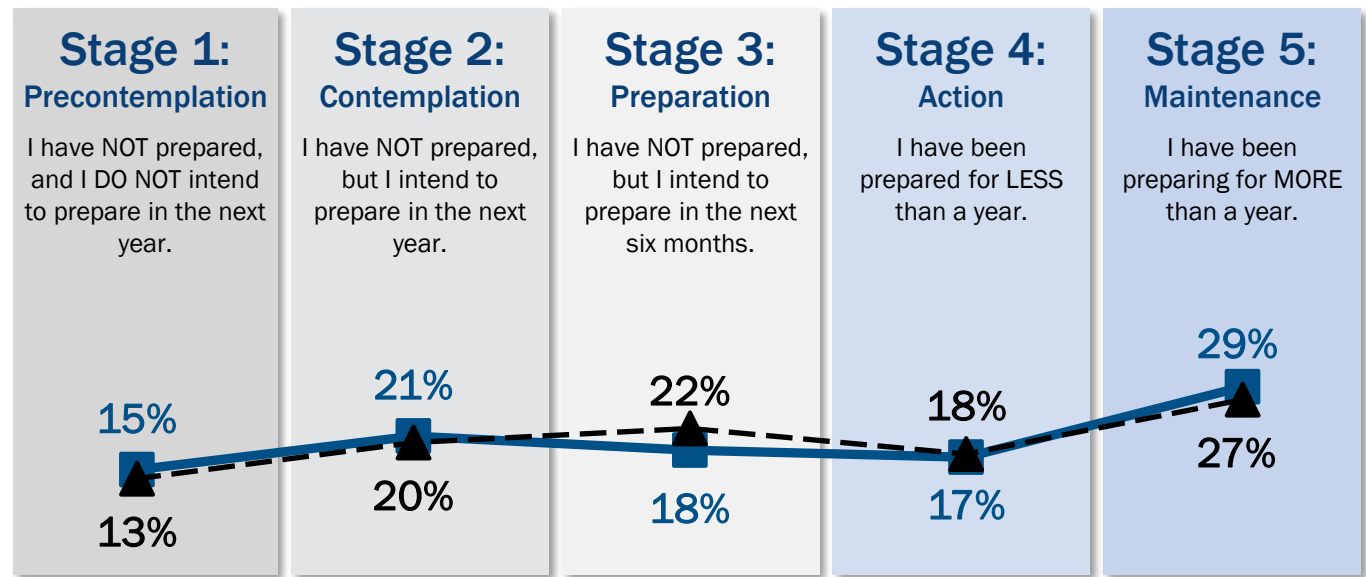 Stage 1:
Precontemplation
I have NOT prepared,
and I DO NOT intend
to prepare in the next
year.
15%
13%
Stage 2:
Contemplation
I have NOT prepared,
but I intend to
prepare in the next
year.
21%
20%
Stage 3:
Preparation
I have NOT prepared,
but I intend to
prepare in the next
six months.
22%
18%
Stage 4:
Action
I have been
prepared for LESS
than a year.
18%
17%
Stage 5:
Maintenance
I have been
preparing for MORE
than a year.
29%
27%